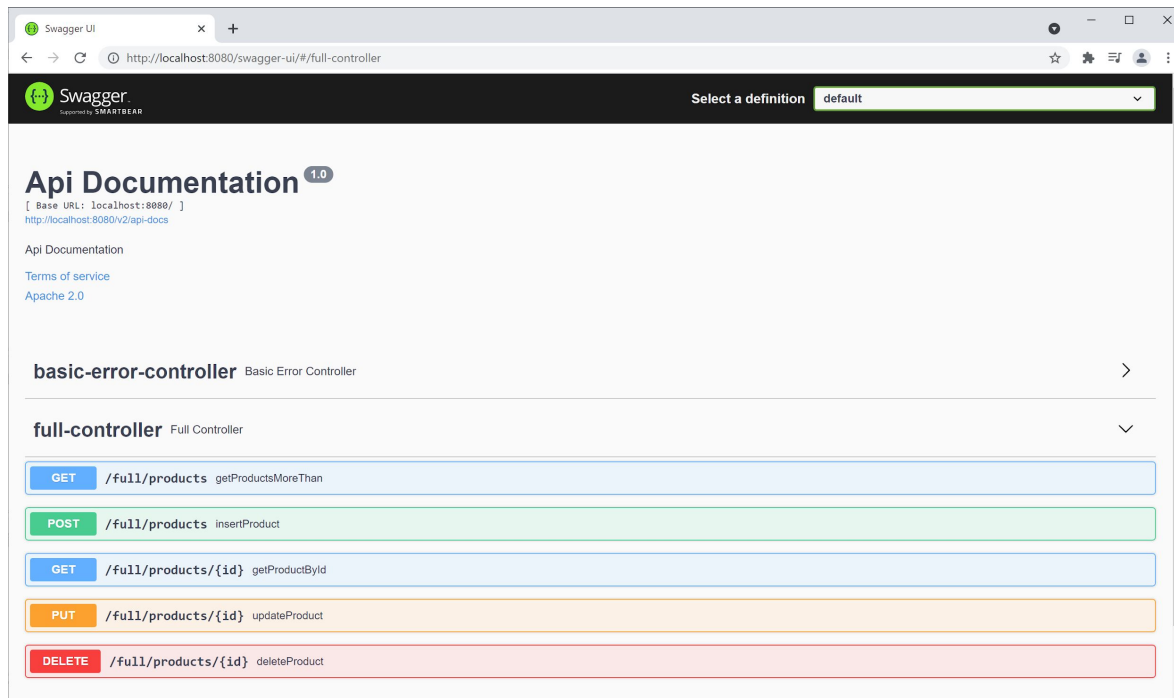 Swagger UI
http://localhost:8080/swagger-ui/#/full-controller
Swagger.
Supported by SMARTBEAR
Select a definition default
Api Documentation 1.0
[ Base URL: localhost:8080/ ]
http://localhost:8080/v2/api-docs
Api Documentation
Terms of service
Apache 2.0
basic-error-controller Basic Error Controller
full-controller Full Controller
GET /full/products getProductsMoreThan
POST /full/products insertProduct
GET /full/products/{id} getProductById
PUT /full/products/{id} updateProduct
DELETE /full/products/{id} deleteProduct